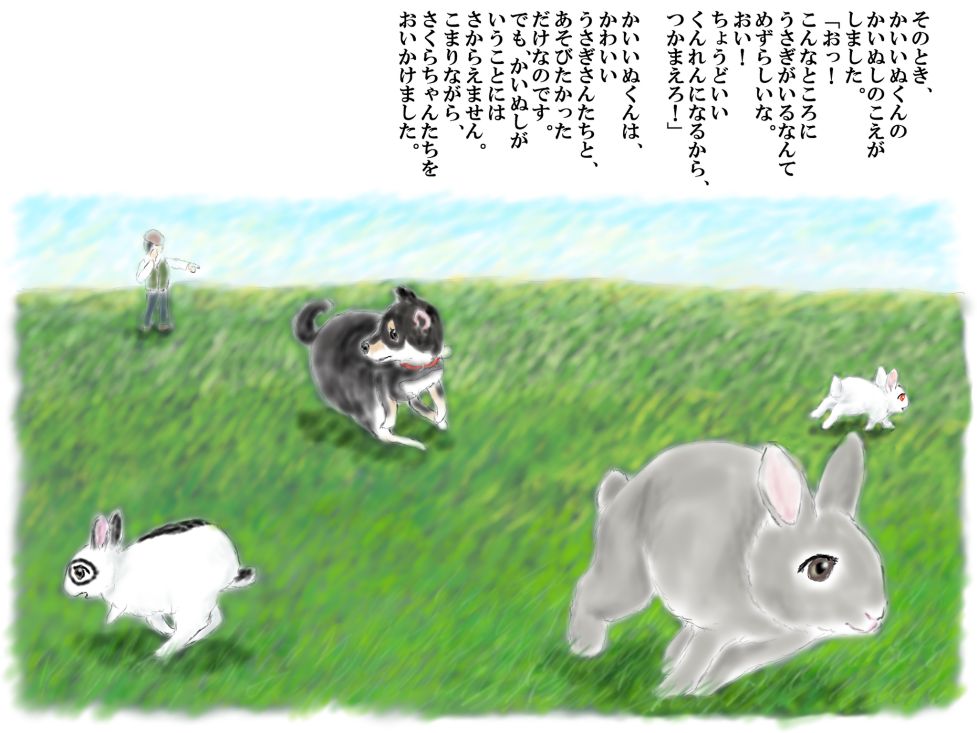 そのとき、
かいいぬくんの
かいぬしのこえが
しました。
「おっ！
こんなところに
うさぎがいるなんて
めずらしいな。
おい！
ちょうどいい
くんれんになるから、
つかまえろ！」
かいいぬくんは、
かわいい
うさぎさんたちと、
あそびたかった
だけなのです。
でも、かいぬしが
いうことには
さからえません。
こまりながら、
さくらちゃんたちを
おいかけました。